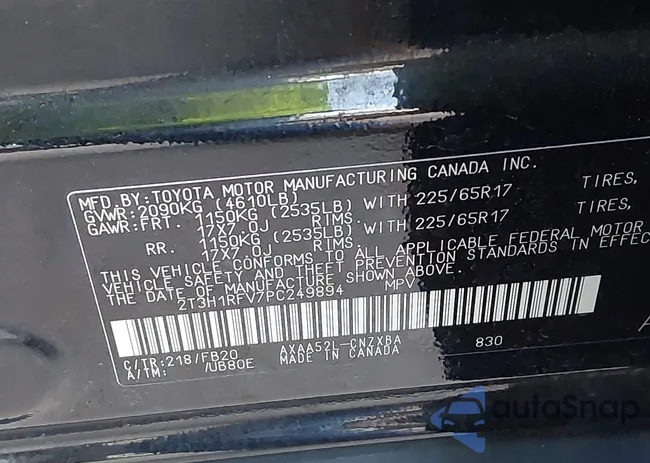 MFD.BY:TOYOTA MOTOR MANUFACTURING CANADA INC.
GVWR:2090KG (4610LB)
GAWR:FRT. 1150KG (2535LB) WITH 225/65R17 TIRES,
17X7.0J RIMS.
RR. 1150KG (2535LB) WITH 225/65R17 TIRES,
17X7.0J RIMS.
THIS VEHICLE CONFORMS TO ALL APPLICABLE FEDERAL MOTOR
VEHICLE SAFETY AND THEFT PREVENTION STANDARDS IN EFFEC
THE DATE OF MANUFACTURE SHOWN ABOVE.
2T3H1RFV7PC249894 MPV
C/TR:218/FB20 AXAA52L-CNZXBA 830
A/TM: /UB80E MADE IN CANADA
autoSnap